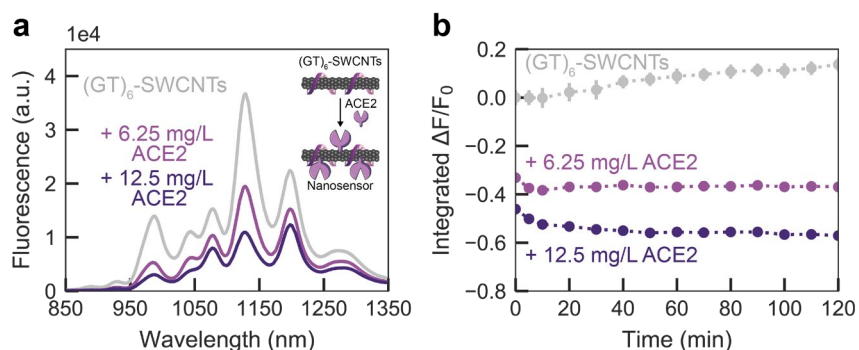 a
1e4
Fluorescence (a.u.)
4
3
2
1
0
(GT)6-SWCNTs
+ 6.25 mg/L
ACE2
+ 12.5 mg/L
ACE2
(GT)6-SWCNTs
ACE2
Nanosensor
850
950
1050
1150
1250
1350
Wavelength (nm)
b
Integrated ΔF/F0
0.2
0.0
−0.2
−0.4
−0.6
−0.8
(GT)6-SWCNTs
+ 6.25 mg/L ACE2
+ 12.5 mg/L ACE2
0
20
40
60
80
100
120
Time (min)